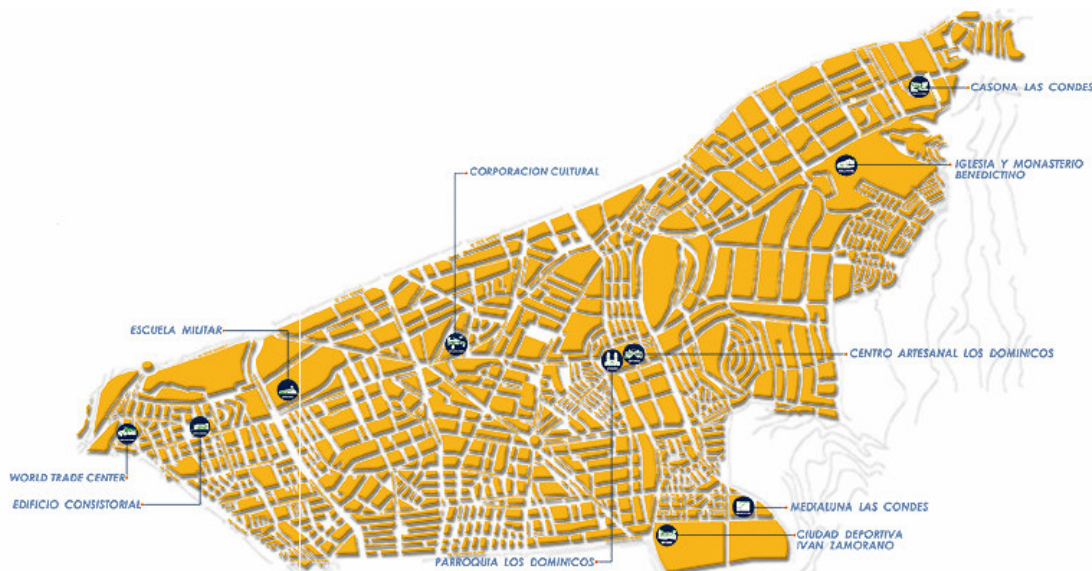 CASONA LAS CONDES
IGLESIA Y MONASTERIO
BENEDICTINO
CORPORACION CULTURAL
ESCUELA MILITAR
CENTRO ARTESANAL LOS DOMINICOS
WORLD TRADE CENTER
EDIFICIO CONSISTORIAL
MEDIALUNA LAS CONDES
CIUDAD DEPORTIVA
IVAN ZAMORANO
PARROQUIA LOS DOMINICOS